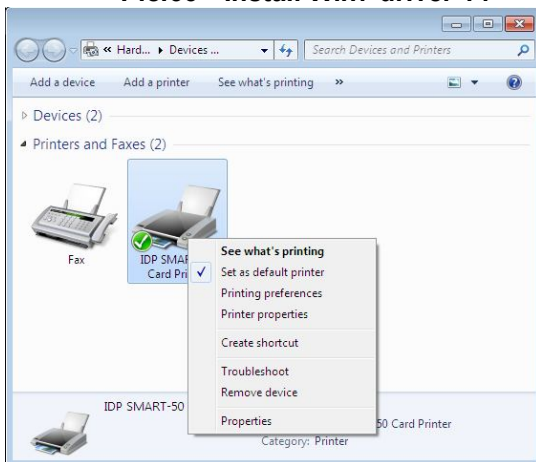 « Hard... ▸ Devices ...
Search Devices and Printers
Add a device Add a printer See what's printing »
Devices (2)
Printers and Faxes (2)
Fax
IDP SMA
Card Pri
See what's printing
Set as default printer
Printing preferences
Printer properties
Create shortcut
Troubleshoot
Remove device
Properties
IDP SMART-50
50 Card Printer
Category: Printer